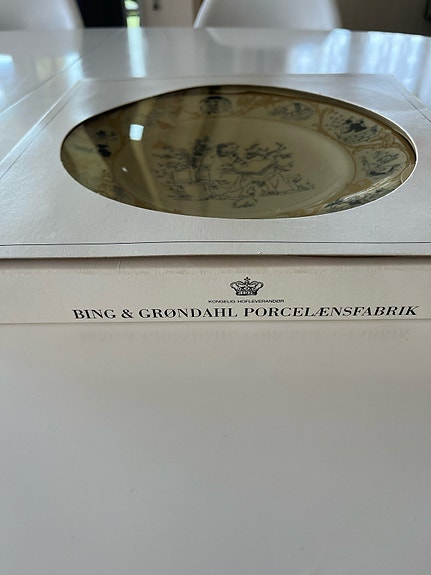 KONGELIG HOFLEVERANDØR
BING & GRØNDAHL PORCELÆNSFABRIK